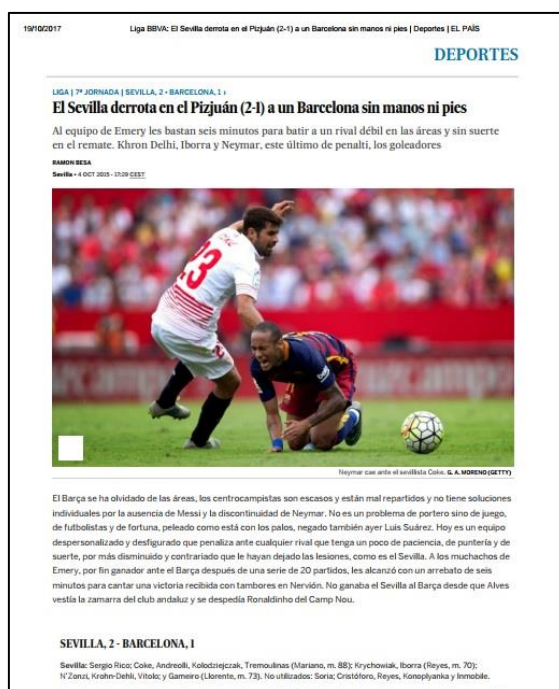 19/10/2017 Liga BBVA: El Sevilla derrota en el Pizjuán (2-1) a un Barcelona sin manos ni pies | Deportes | EL PAÍS
DEPORTES
LIGA | 7ª JORNADA | SEVILLA, 2 - BARCELONA, 1 ›
El Sevilla derrota en el Pizjuán (2-1) a un Barcelona sin manos ni pies
Al equipo de Emery les bastan seis minutos para batir a un rival débil en las áreas y sin suerte
en el remate. Khron Delhi, Iborra y Neymar, este último de penalti, los goleadores
RAMON BESA
Sevilla - 4 OCT 2015 - 17:29 CEST
23
Neymar cae ante el sevillista Coke. G. A. MORENO (GETTY)
El Barça se ha olvidado de las áreas, los centrocampistas son escasos y están mal repartidos y no tiene soluciones
individuales por la ausencia de Messi y la discontinuidad de Neymar. No es un problema de portero sino de juego,
de futbolistas y de fortuna, peleado como está con los palos, negado también ayer Luis Suárez. Hoy es un equipo
despersonalizado y desfigurado que penaliza ante cualquier rival que tenga un poco de paciencia, de puntería y de
suerte, por más disminuido y contrariado que le hayan dejado las lesiones, como es el Sevilla. A los muchachos de
Emery, por fin ganador ante el Barça después de una serie de 20 partidos, les alcanzó con un arrebato de seis
minutos para cantar una victoria recibida con tambores en Nervión. No ganaba el Sevilla al Barça desde que Alves
vestía la zamarra del club andaluz y se despedía Ronaldinho del Camp Nou.
SEVILLA, 2 - BARCELONA, 1
Sevilla: Sergio Rico; Coke, Andreolli, Kolodziejczak, Tremoulinas (Mariano, m. 88); Krychowiak, Iborra (Reyes, m. 70);
N'Zonzi, Krohn-Dehli, Vitolo; y Gameiro (Llorente, m. 73). No utilizados: Soria; Cristóforo, Reyes, Konoplyanka y Inmobile.